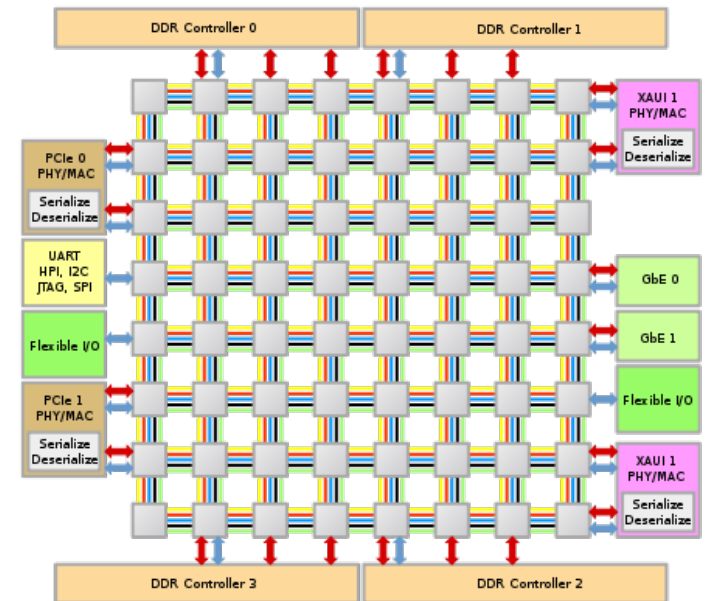 DDR Controller 0
DDR Controller 1
XAUI 1
PHY/MAC
Serialize
Deserialize
PCIe 0
PHY/MAC
Serialize
Deserialize
UART
HPI, I2C
JTAG, SPI
GbE 0
Flexible I/O
GbE 1
PCIe 1
PHY/MAC
Serialize
Deserialize
Flexible I/O
XAUI 1
PHY/MAC
Serialize
Deserialize
DDR Controller 3
DDR Controller 2